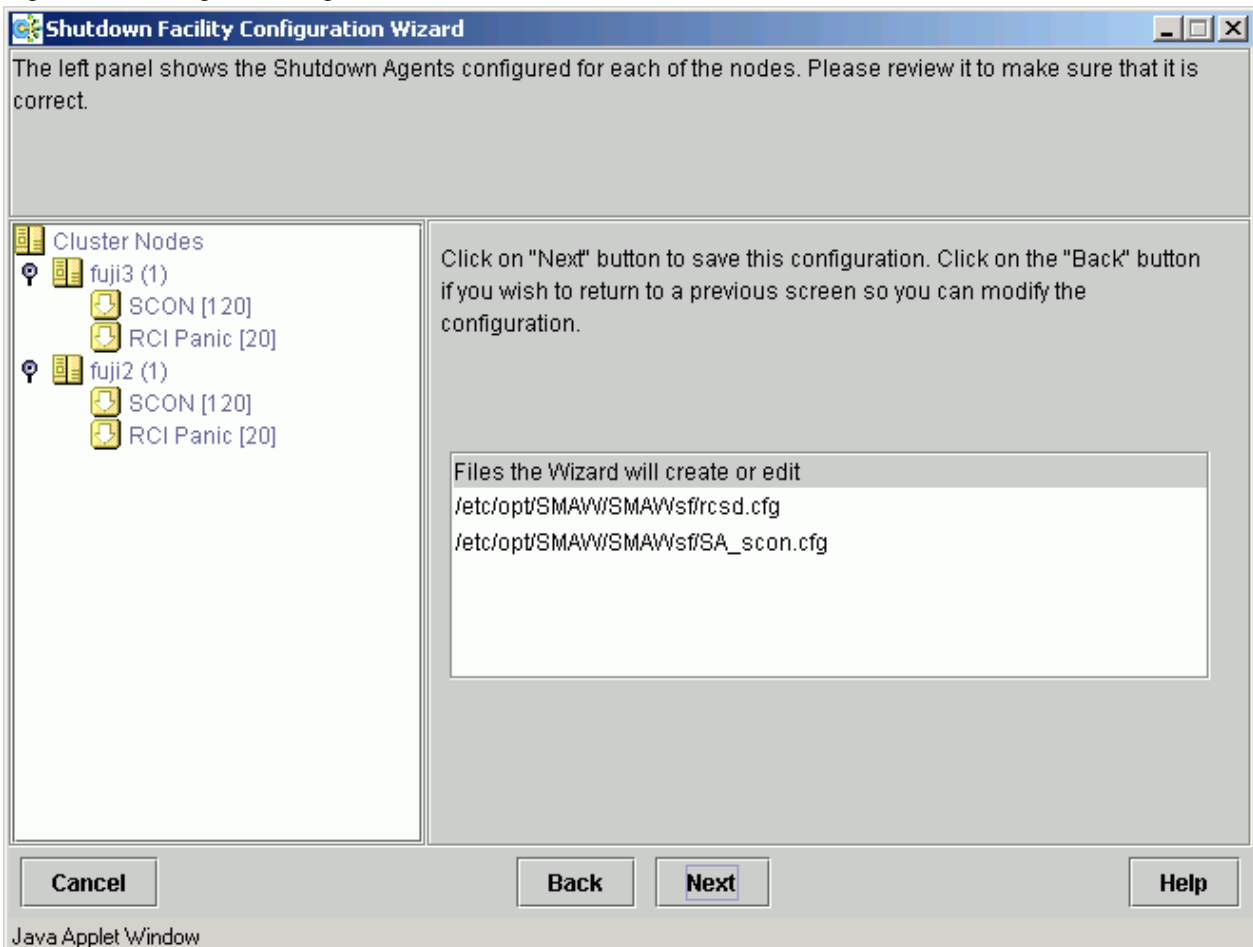 Shutdown Facility Configuration Wizard
The left panel shows the Shutdown Agents configured for each of the nodes. Please review it to make sure that it is
correct.
Cluster Nodes
fuji3 (1)
SCON [120]
RCI Panic [20]
fuji2 (1)
SCON [120]
RCI Panic [20]
Click on "Next" button to save this configuration. Click on the "Back" button
if you wish to return to a previous screen so you can modify the
configuration.
Files the Wizard will create or edit
/etc/opt/SMAW/SMAWsf/rcsd.cfg
/etc/opt/SMAW/SMAWsf/SA_scon.cfg
Cancel
Back
Next
Help
Java Applet Window